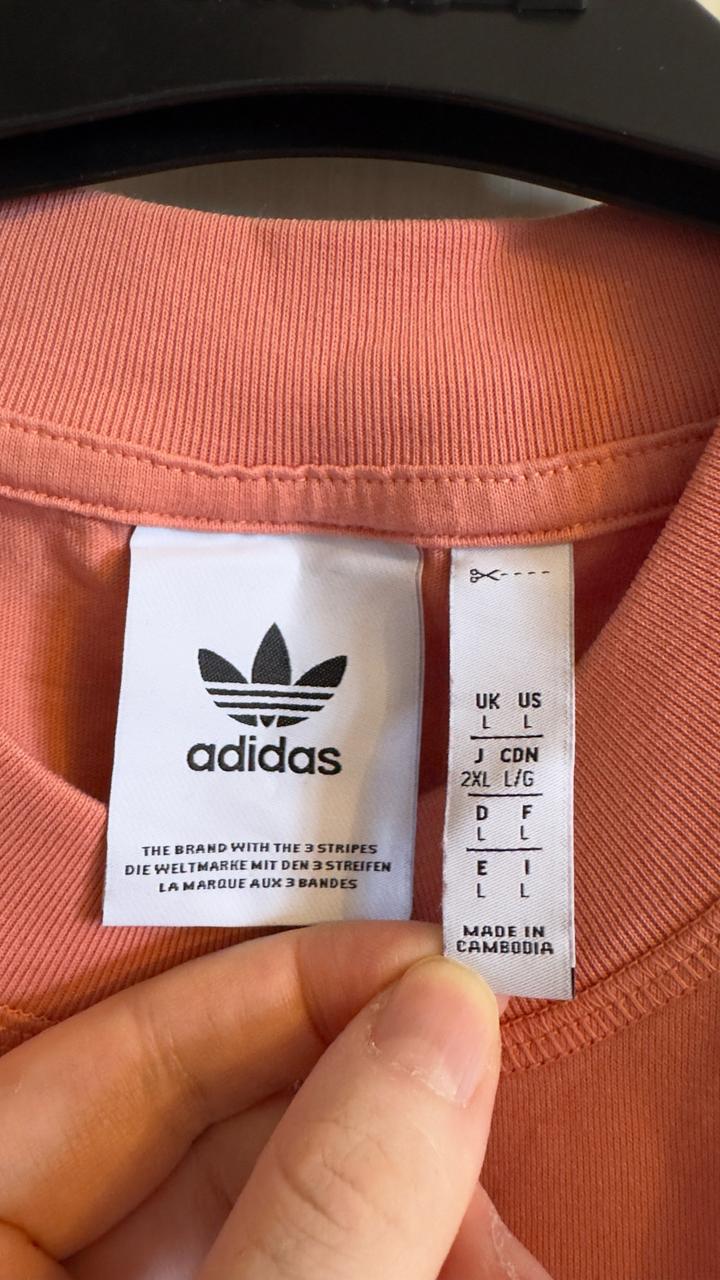 adidas
THE BRAND WITH THE 3 STRIPES
DIE WELTMARKE MIT DEN 3 STREIFEN
LA MARQUE AUX 3 BANDES
UK US
L L
J CDN
2XL L/G
D F
L L
E I
L L
MADE IN
CAMBODIA